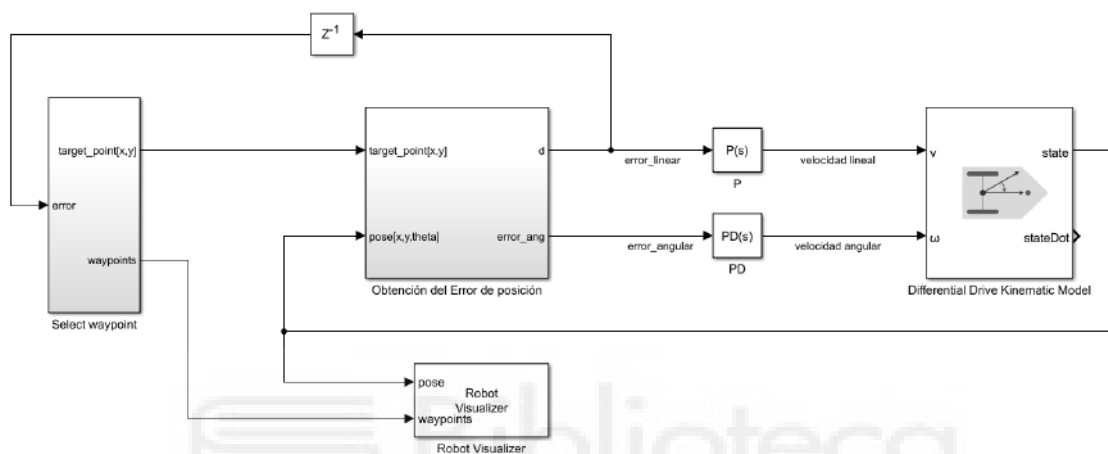 Z⁻¹
target_point[x,y]
error
waypoints
Select waypoint
target_point[x,y]
d
pose[x,y,theta]
error_ang
Obtención del Error de posición
error_linear
P(s)
P
velocidad lineal
error_angular
PD(s)
PD
velocidad angular
v
state
ω
stateDot
Differential Drive Kinematic Model
pose
Robot
Visualizer
waypoints
Robot Visualizer
Biblioteca